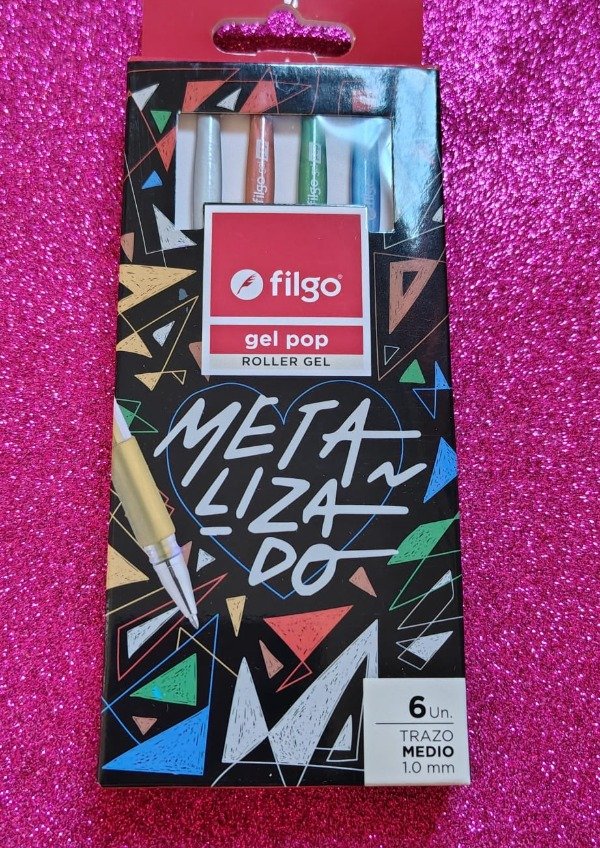 filgo
filgo
filgo
gel pop
ROLLER GEL
META
LIZA
DO
6 Un.
TRAZO
MEDIO
1.0 mm